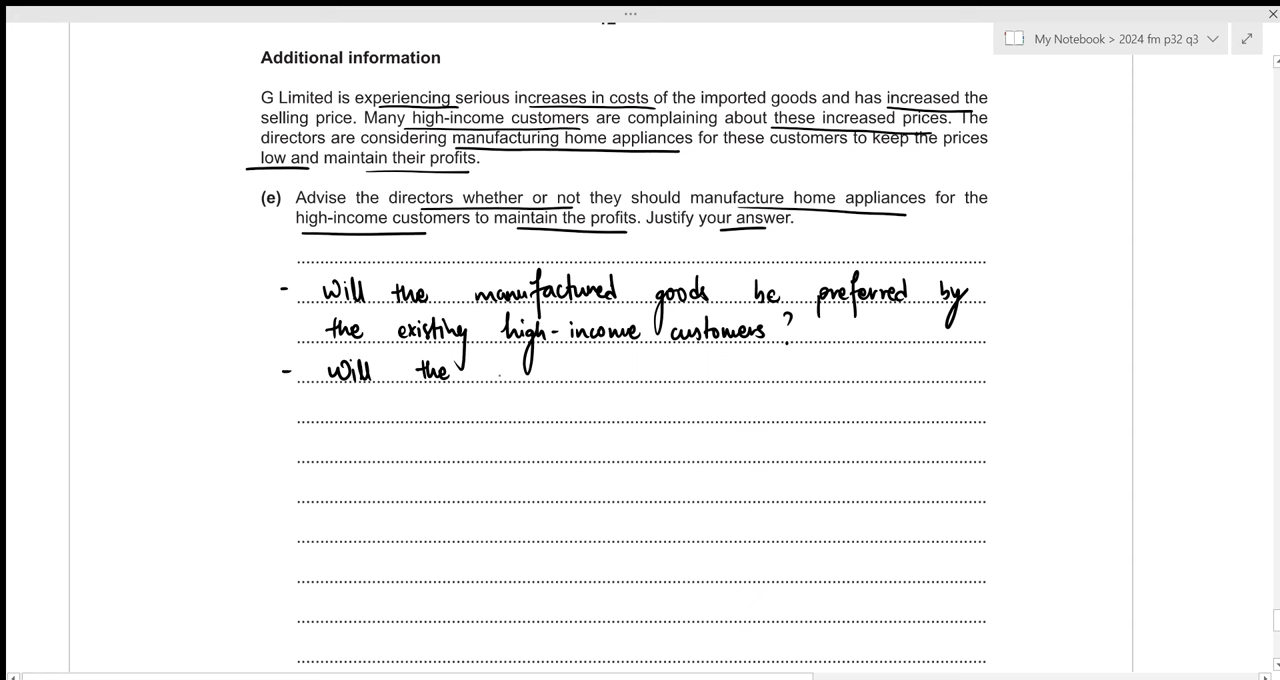 My Notebook > 2024 fm p32 q3
Additional information
G Limited is experiencing serious increases in costs of the imported goods and has increased the
selling price. Many high-income customers are complaining about these increased prices. The
directors are considering manufacturing home appliances for these customers to keep the prices
low and maintain their profits.
(e) Advise the directors whether or not they should manufacture home appliances for the
high-income customers to maintain the profits. Justify your answer.
- Will the manufactured goods be preferred by
the existing high-income customers?
- Will the